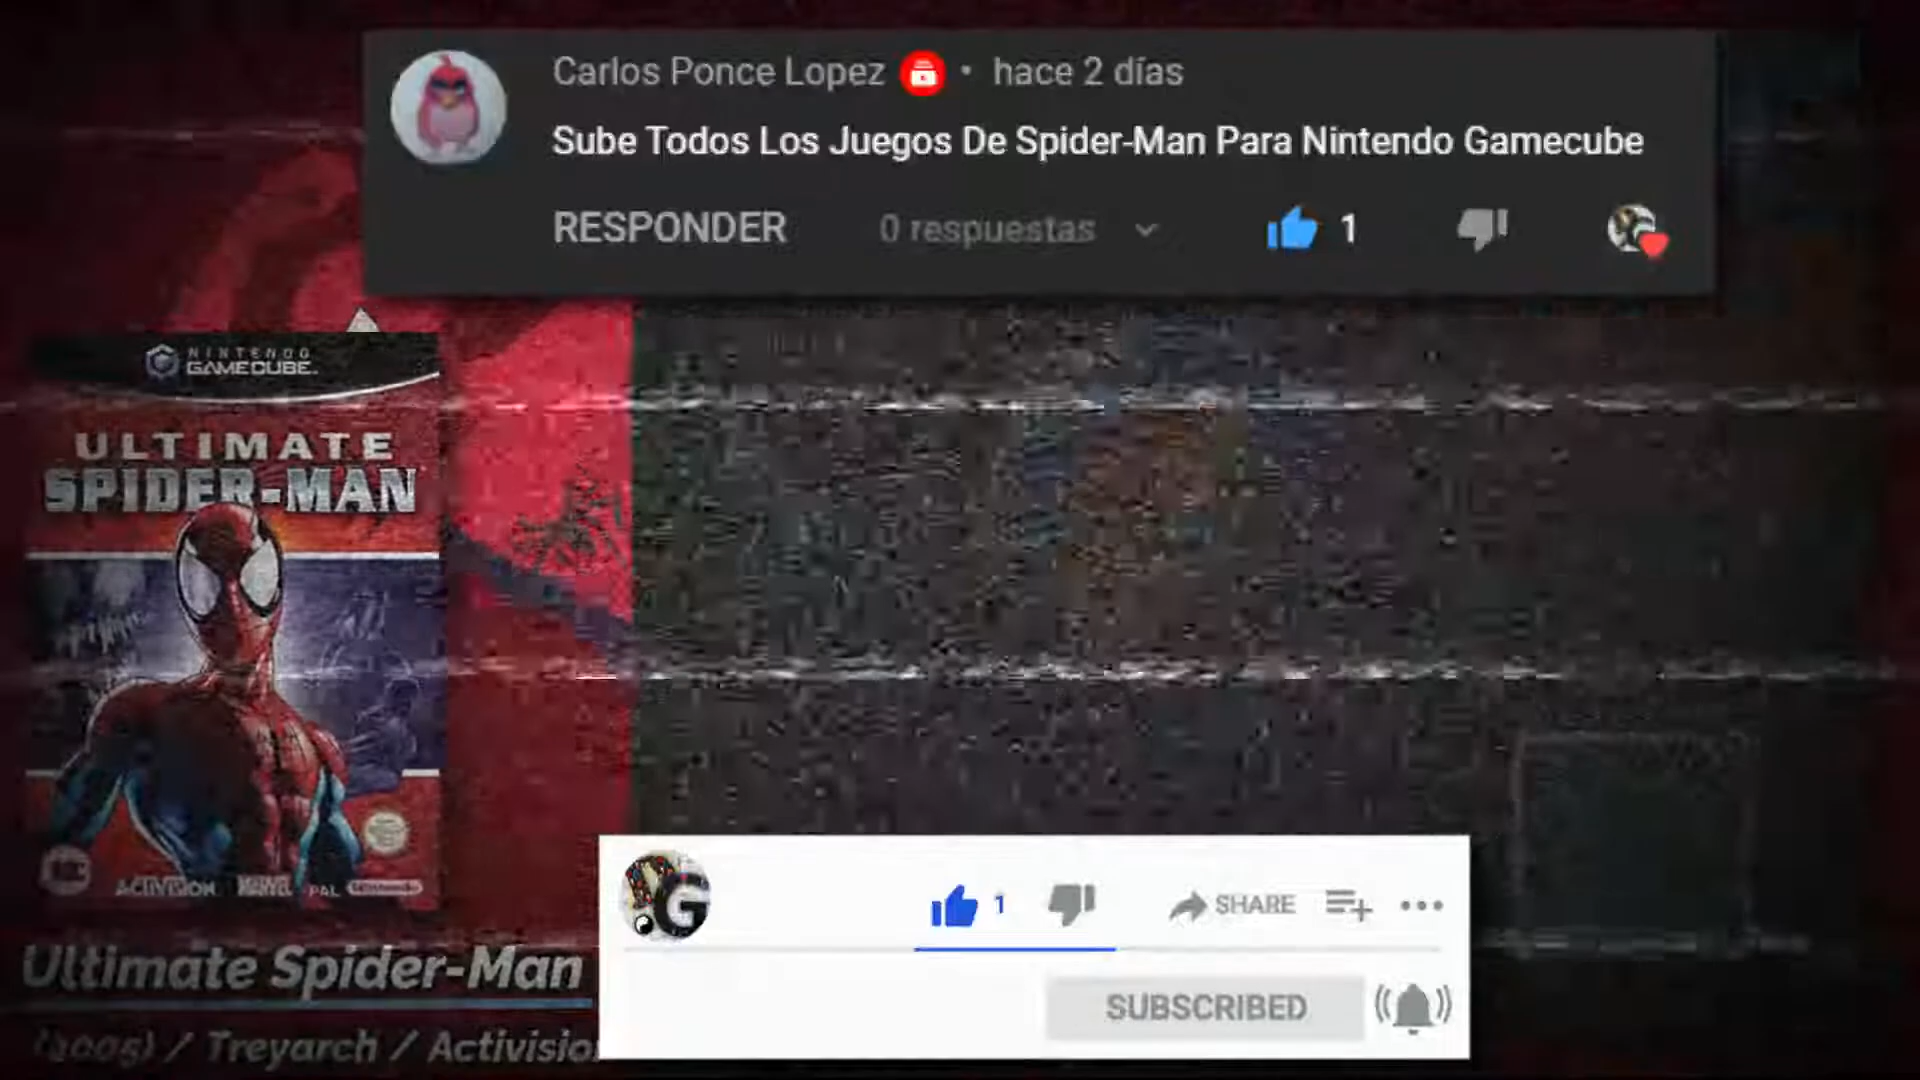 Carlos Ponce Lopez • hace 2 días
Sube Todos Los Juegos De Spider-Man Para Nintendo Gamecube
RESPONDER 0 respuestas 1
NINTENDO
GAMECUBE
ULTIMATE
SPIDER-MAN
ACTIVISION MARVEL PAL Nintendo
G 1 SHARE
Ultimate Spider-Man
SUBSCRIBED
(2005) / Treyarch / Activision